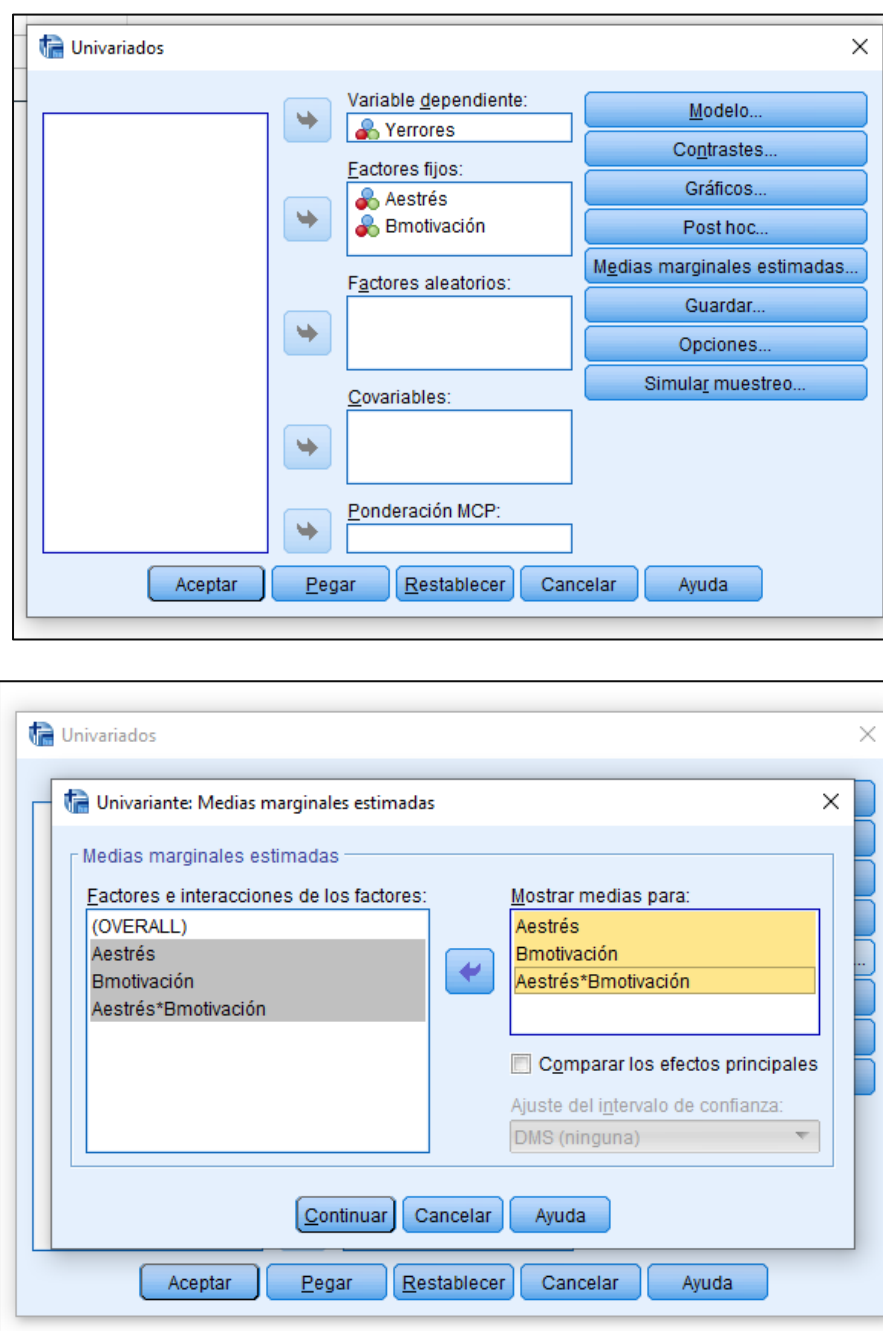 Univariados
Variable dependiente:
Yerrores
Factores fijos:
Aestrés
Bmotivación
Factores aleatorios:
Covariables:
Ponderación MCP:
Modelo...
Contrastes...
Gráficos...
Post hoc...
Medias marginales estimadas...
Guardar...
Opciones...
Simular muestreo...
Aceptar Pegar Restablecer Cancelar Ayuda
Univariados
Univariante: Medias marginales estimadas
Medias marginales estimadas
Factores e interacciones de los factores:
(OVERALL)
Aestrés
Bmotivación
Aestrés*Bmotivación
Mostrar medias para:
Aestrés
Bmotivación
Aestrés*Bmotivación
Comparar los efectos principales
Ajuste del intervalo de confianza:
DMS (ninguna)
Continuar Cancelar Ayuda
...
Aceptar Pegar Restablecer Cancelar Ayuda